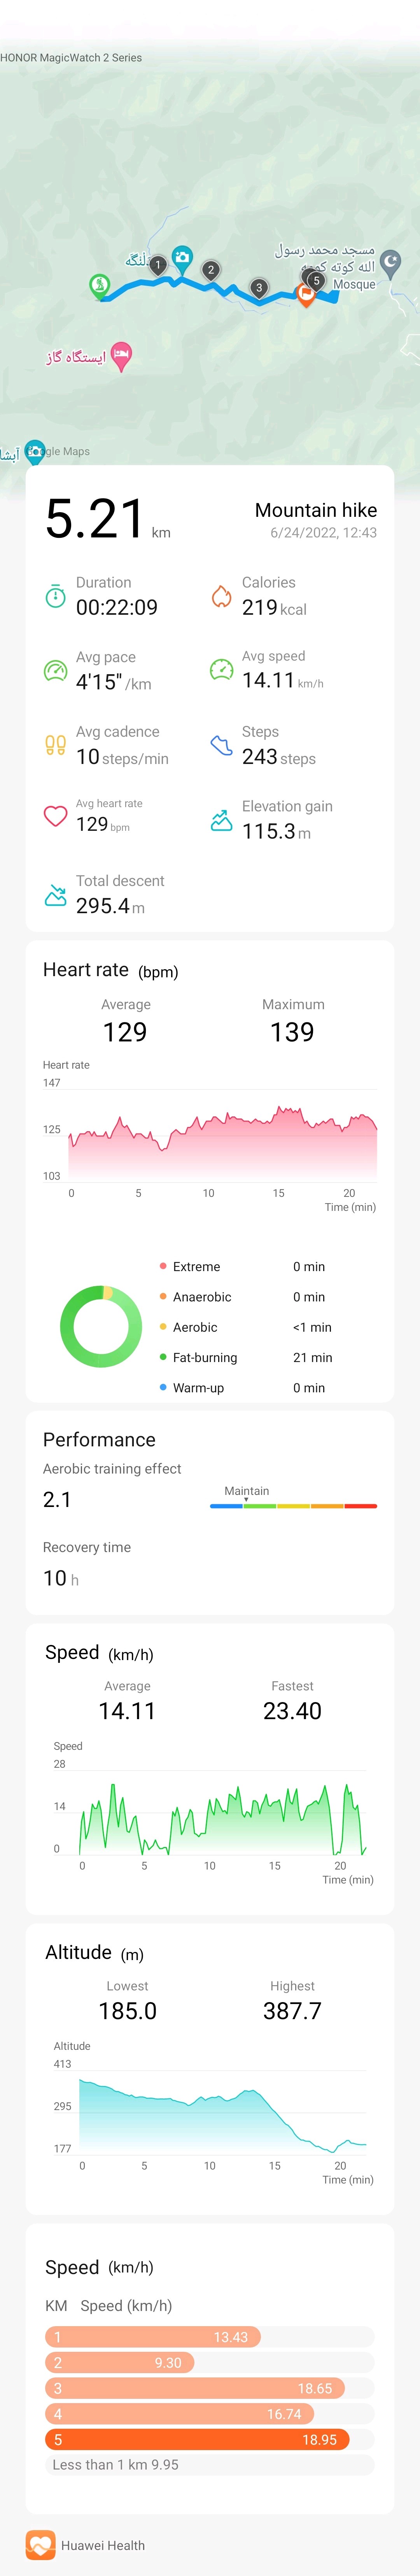 HONOR MagicWatch 2 Series
مسجد محمد رسول
الله کوته کومه
Mosque
1
2
3
5
ایستگاه گاز
Google Maps
5.21 km
Mountain hike
6/24/2022, 12:43
Duration
00:22:09
Calories
219 kcal
Avg pace
4'15" /km
Avg speed
14.11 km/h
Avg cadence
10 steps/min
Steps
243 steps
Avg heart rate
129 bpm
Elevation gain
115.3 m
Total descent
295.4 m
Heart rate (bpm)
Average Maximum
129 139
Heart rate
147
125
103
0 5 10 15 20
Time (min)
Extreme 0 min
Anaerobic 0 min
Aerobic <1 min
Fat-burning 21 min
Warm-up 0 min
Performance
Aerobic training effect
2.1
Maintain
Recovery time
10 h
Speed (km/h)
Average Fastest
14.11 23.40
Speed
28
14
0
0 5 10 15 20
Time (min)
Altitude (m)
Lowest Highest
185.0 387.7
Altitude
413
295
177
0 5 10 15 20
Time (min)
Speed (km/h)
KM Speed (km/h)
1 13.43
2 9.30
3 18.65
4 16.74
5 18.95
Less than 1 km 9.95
Huawei Health